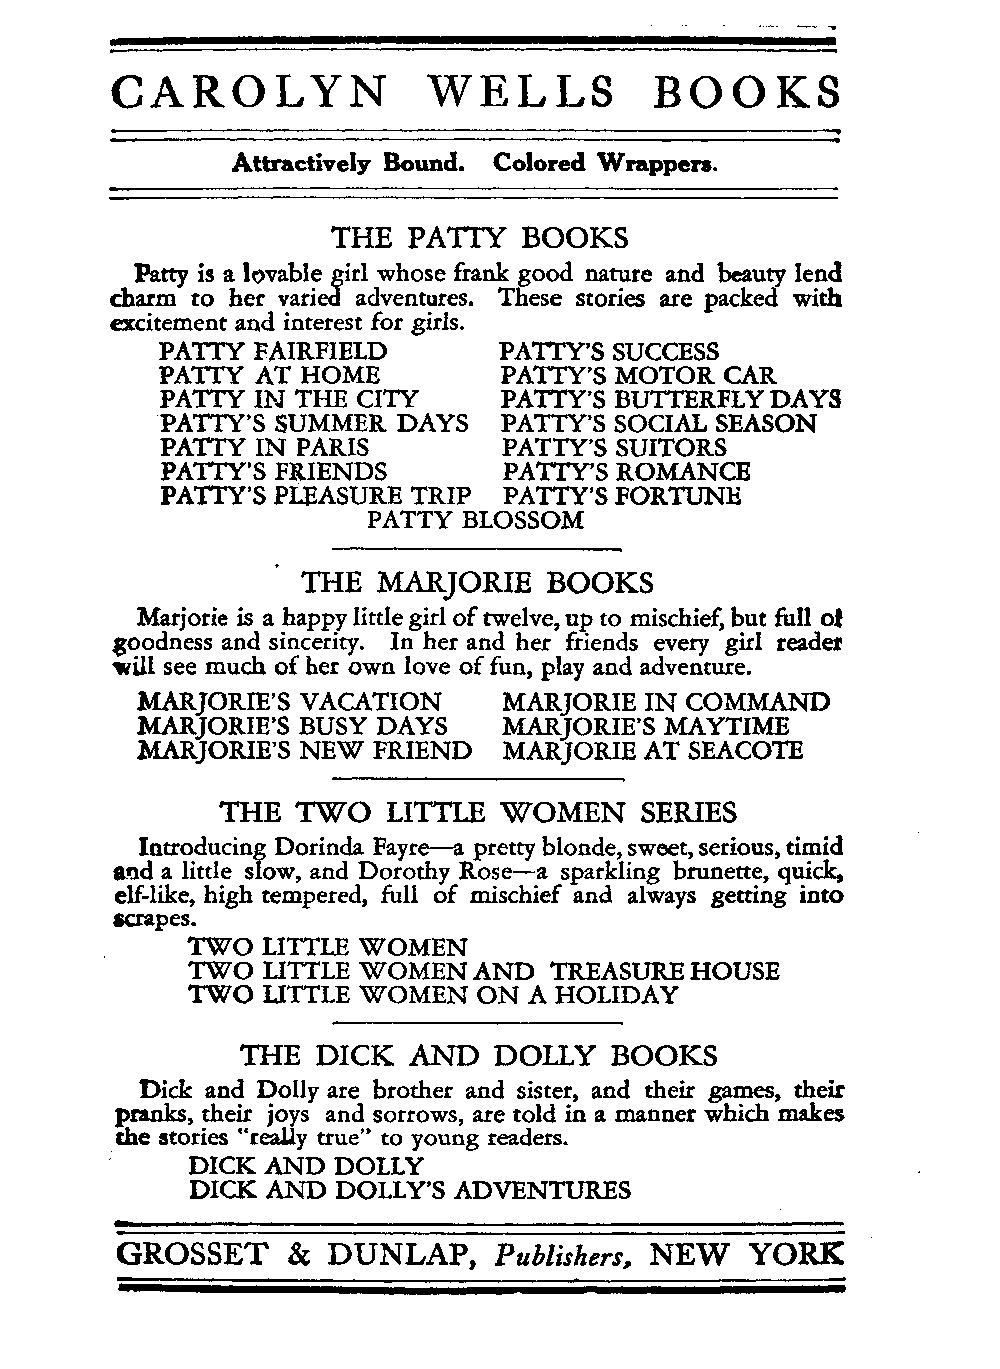 CAROLYN WELLS BOOKS
Attractively Bound. Colored Wrappers.
THE PATTY BOOKS
Patty is a lovable girl whose frank good nature and beauty lend
charm to her varied adventures. These stories are packed with
excitement and interest for girls.
PATTY FAIRFIELD PATTY'S SUCCESS
PATTY AT HOME PATTY'S MOTOR CAR
PATTY IN THE CITY PATTY'S BUTTERFLY DAYS
PATTY'S SUMMER DAYS PATTY'S SOCIAL SEASON
PATTY IN PARIS PATTY'S SUITORS
PATTY'S FRIENDS PATTY'S ROMANCE
PATTY'S PLEASURE TRIP PATTY'S FORTUNE
PATTY BLOSSOM
THE MARJORIE BOOKS
Marjorie is a happy little girl of twelve, up to mischief, but full of
goodness and sincerity. In her and her friends every girl reader
will see much of her own love of fun, play and adventure.
MARJORIE'S VACATION MARJORIE IN COMMAND
MARJORIE'S BUSY DAYS MARJORIE'S MAYTIME
MARJORIE'S NEW FRIEND MARJORIE AT SEACOTE
THE TWO LITTLE WOMEN SERIES
Introducing Dorinda Fayre—a pretty blonde, sweet, serious, timid
and a little slow, and Dorothy Rose—a sparkling brunette, quick,
elf-like, high tempered, full of mischief and always getting into
scrapes.
TWO LITTLE WOMEN
TWO LITTLE WOMEN AND TREASURE HOUSE
TWO LITTLE WOMEN ON A HOLIDAY
THE DICK AND DOLLY BOOKS
Dick and Dolly are brother and sister, and their games, their
pranks, their joys and sorrows, are told in a manner which makes
the stories "really true" to young readers.
DICK AND DOLLY
DICK AND DOLLY'S ADVENTURES
GROSSET & DUNLAP, Publishers, NEW YORK